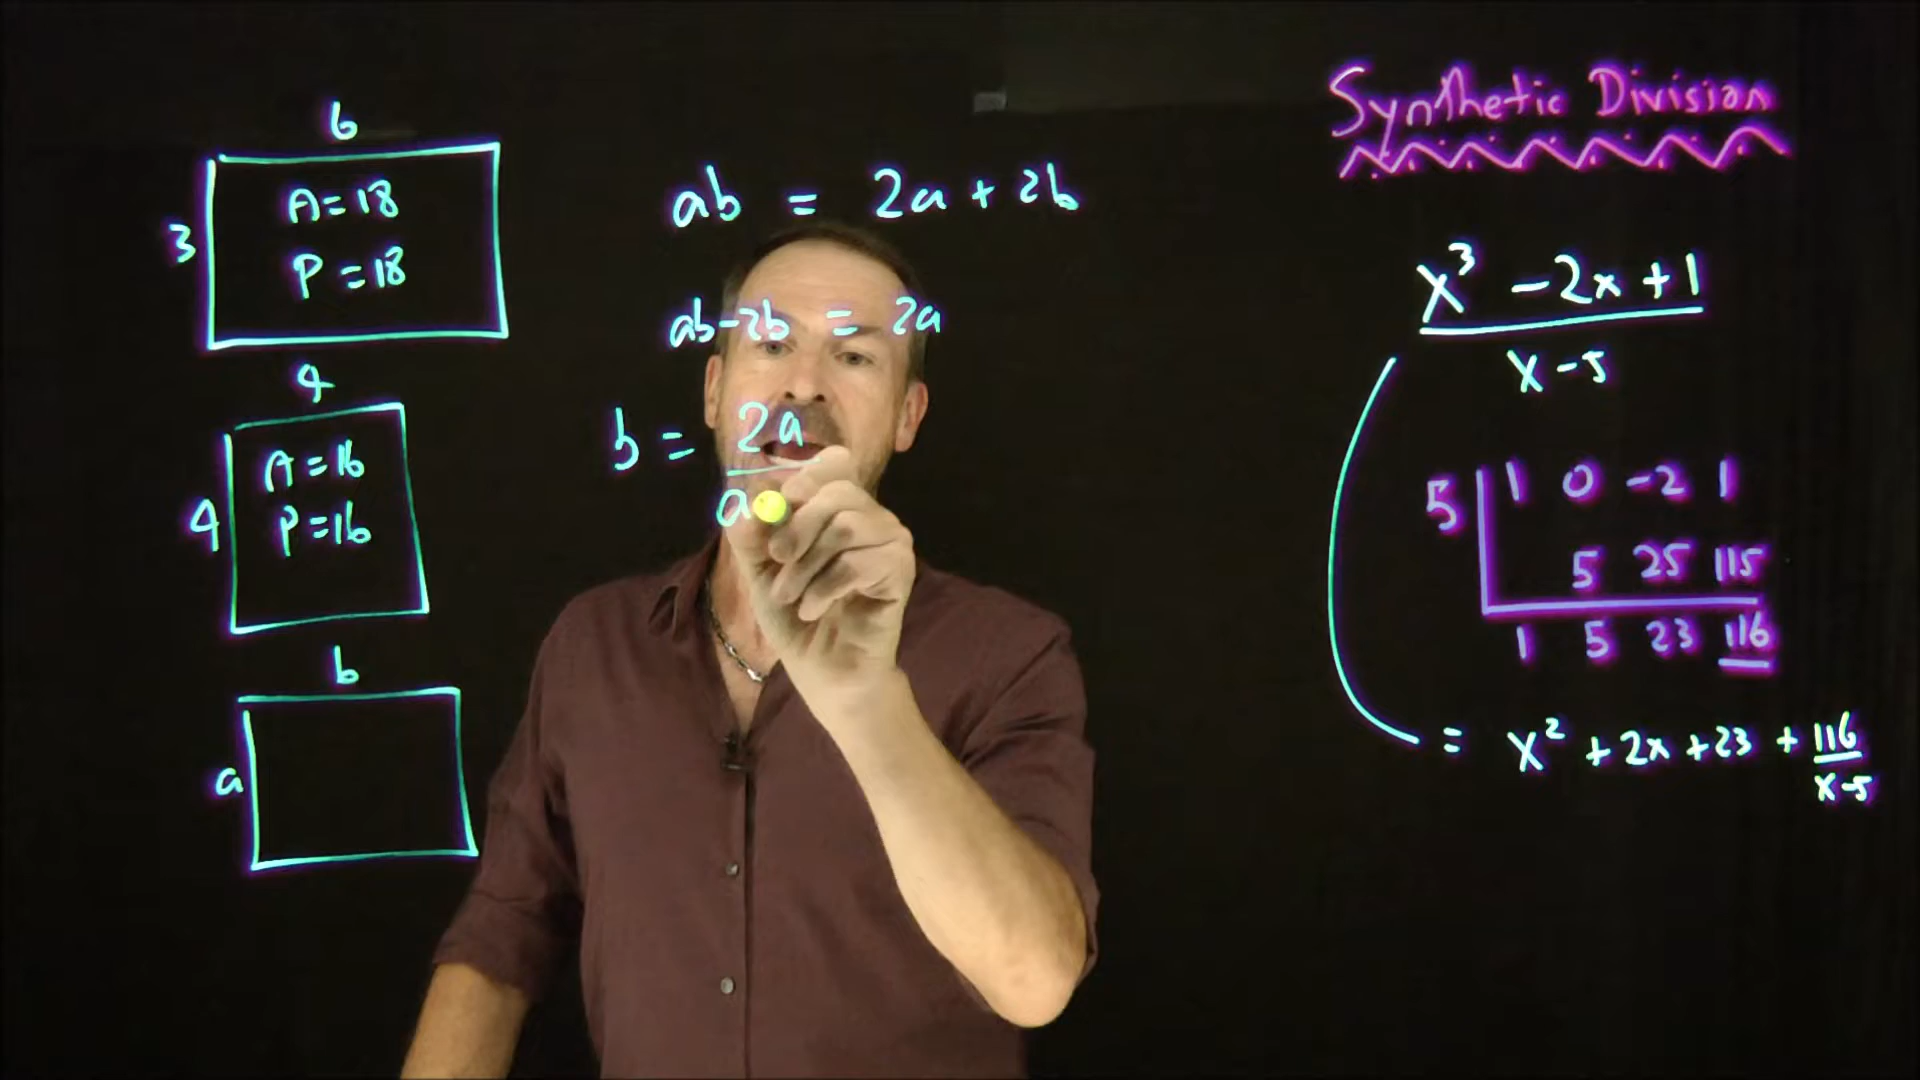 6
3
A=18
P=18
4
4
A=16
P=16
b
a
ab = 2a + 2b
ab-2b = 2a
b = 2a
a
Synthetic Division
x³ -2x +1
x-5
5 1 0 -2 1
5 25 115
1 5 23 116
= x² + 2x + 23 + 116
x-5